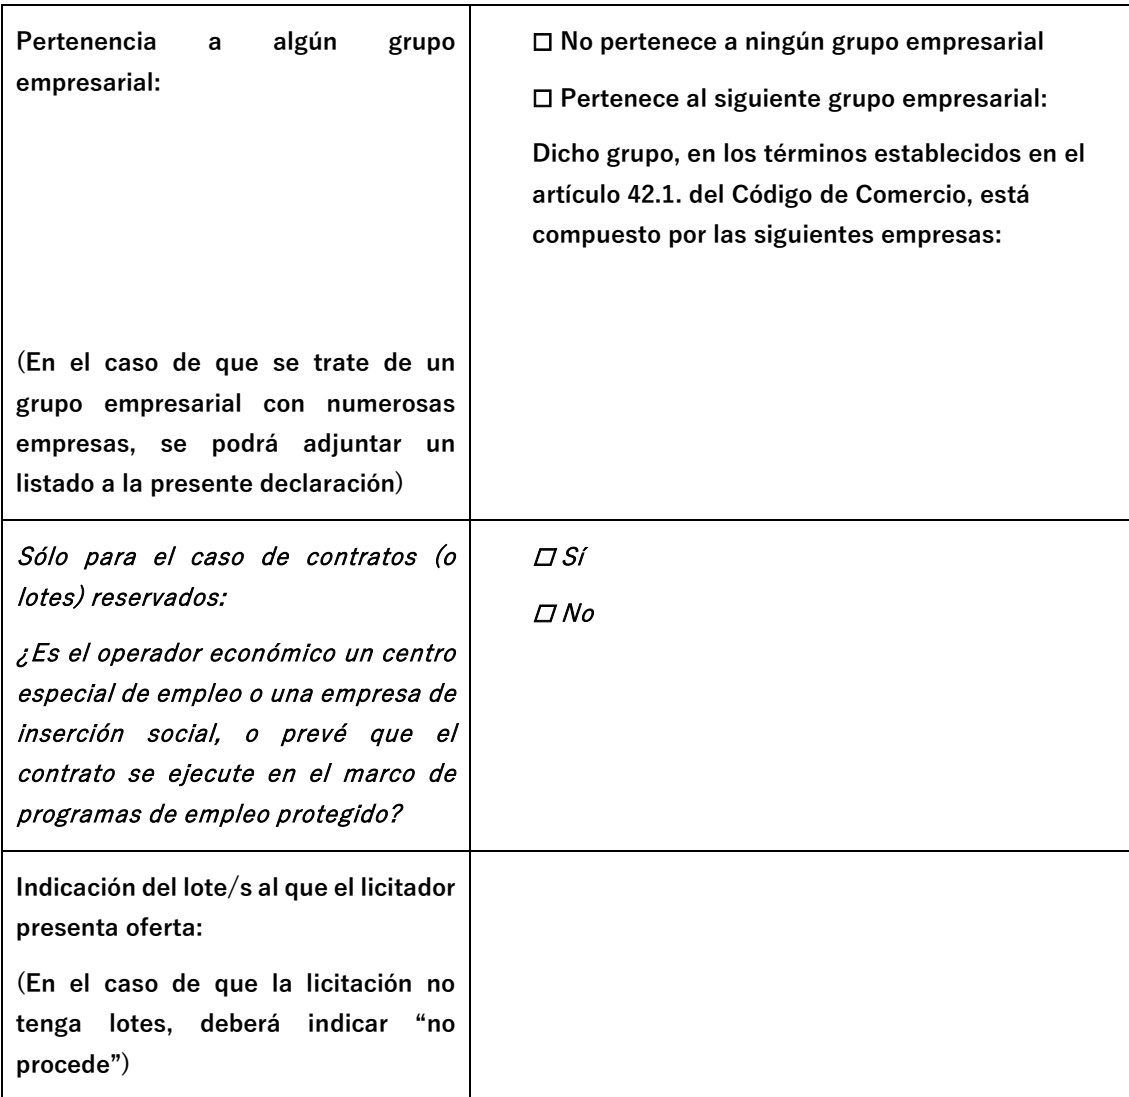 Pertenencia a algún grupo
empresarial:
(En el caso de que se trate de un
grupo empresarial con numerosas
empresas, se podrá adjuntar un
listado a la presente declaración)
☐ No pertenece a ningún grupo empresarial
☐ Pertenece al siguiente grupo empresarial:
Dicho grupo, en los términos establecidos en el
artículo 42.1. del Código de Comercio, está
compuesto por las siguientes empresas:
Sólo para el caso de contratos (o
lotes) reservados:
¿Es el operador económico un centro
especial de empleo o una empresa de
inserción social, o prevé que el
contrato se ejecute en el marco de
programas de empleo protegido?
☐ Sí
☐ No
Indicación del lote/s al que el licitador
presenta oferta:
(En el caso de que la licitación no
tenga lotes, deberá indicar “no
procede”)